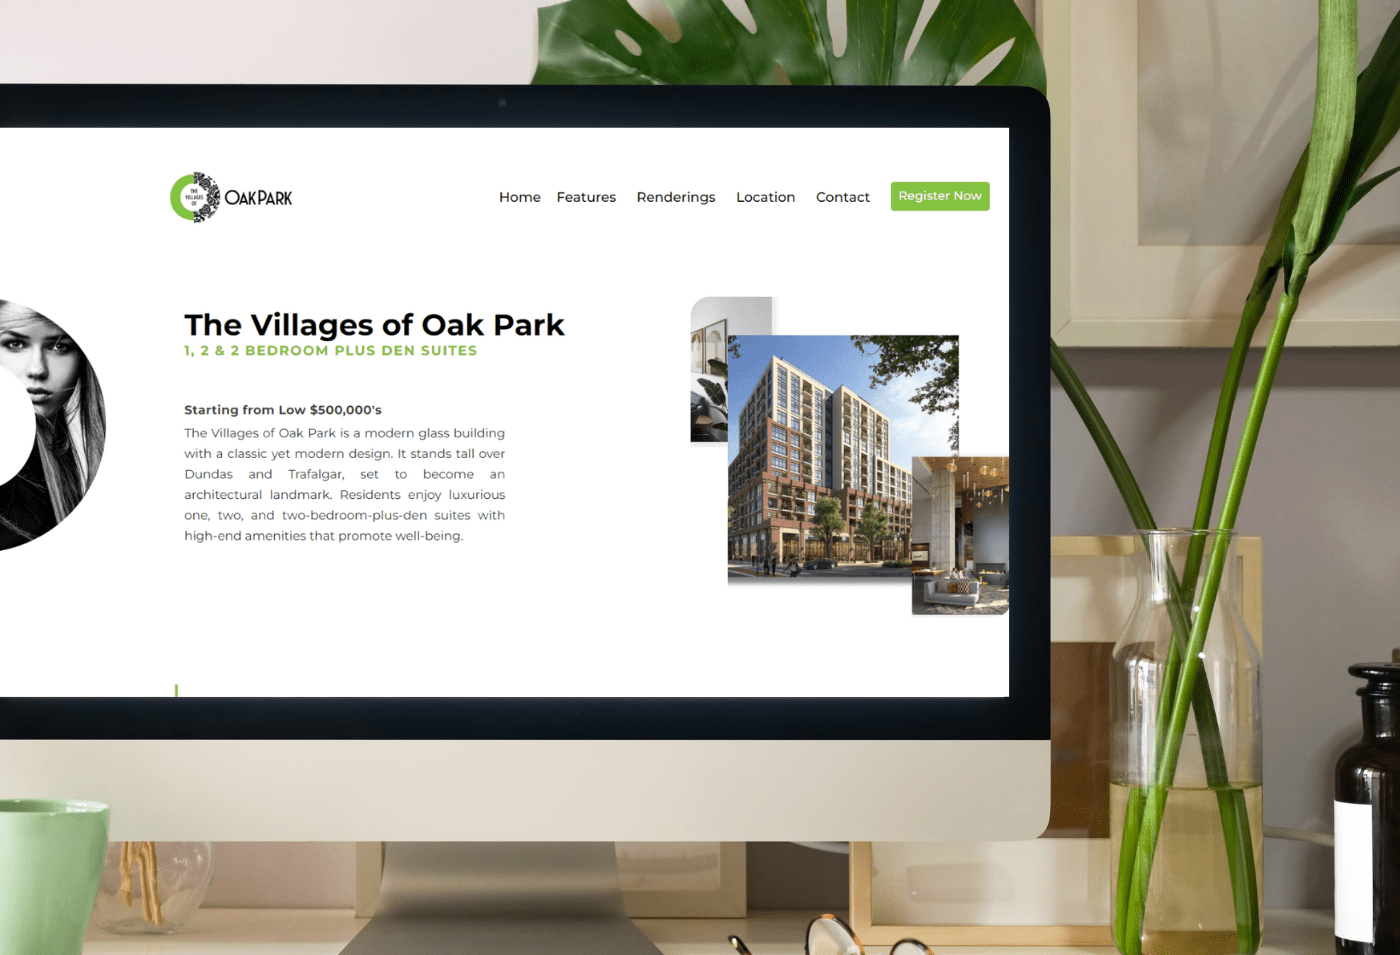 THE
VILLAGES
OF
OAKPARK
Home Features Renderings Location Contact Register Now
The Villages of Oak Park
1, 2 & 2 BEDROOM PLUS DEN SUITES
Starting from Low $500,000's
The Villages of Oak Park is a modern glass building
with a classic yet modern design. It stands tall over
Dundas and Trafalgar, set to become an
architectural landmark. Residents enjoy luxurious
one, two, and two-bedroom-plus-den suites with
high-end amenities that promote well-being.